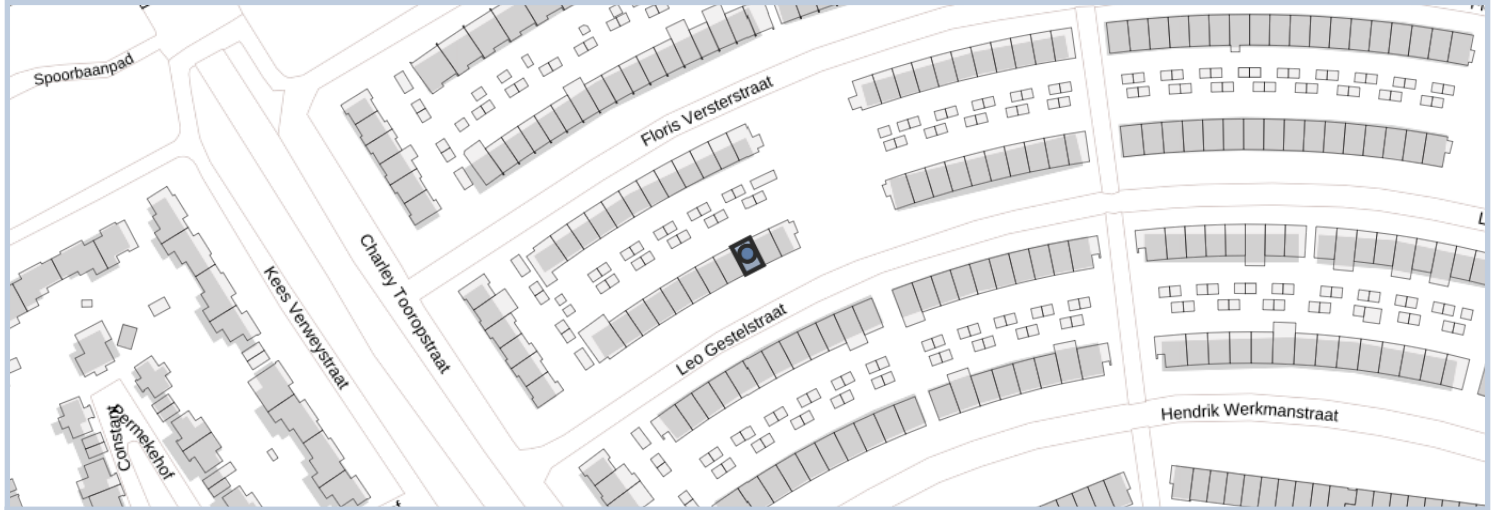 Spoorbaanpad
Floris Versterstraat
Charley Tooropstraat
Kees Verweystraat
Leo Gestelstraat
Hendrik Werkmanstraat
Constant
Permekehof